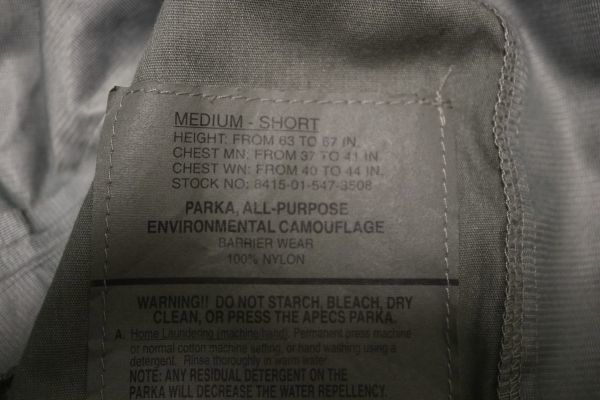 MEDIUM - SHORT
HEIGHT: FROM 63 TO 67 IN.
CHEST MN: FROM 37 TO 41 IN.
CHEST WN: FROM 40 TO 44 IN.
STOCK NO: 8415-01-547-3508
PARKA, ALL-PURPOSE
ENVIRONMENTAL CAMOUFLAGE
BARRIER WEAR
100% NYLON
WARNING!! DO NOT STARCH, BLEACH, DRY
CLEAN, OR PRESS THE APECS PARKA.
A. Home Laundering (machine/hand): Permanent press machine
or normal cotton machine setting, or hand washing using a
detergent. Rinse thoroughly in warm water.
NOTE: ANY RESIDUAL DETERGENT ON THE
PARKA WILL DECREASE THE WATER REPELLENCY.